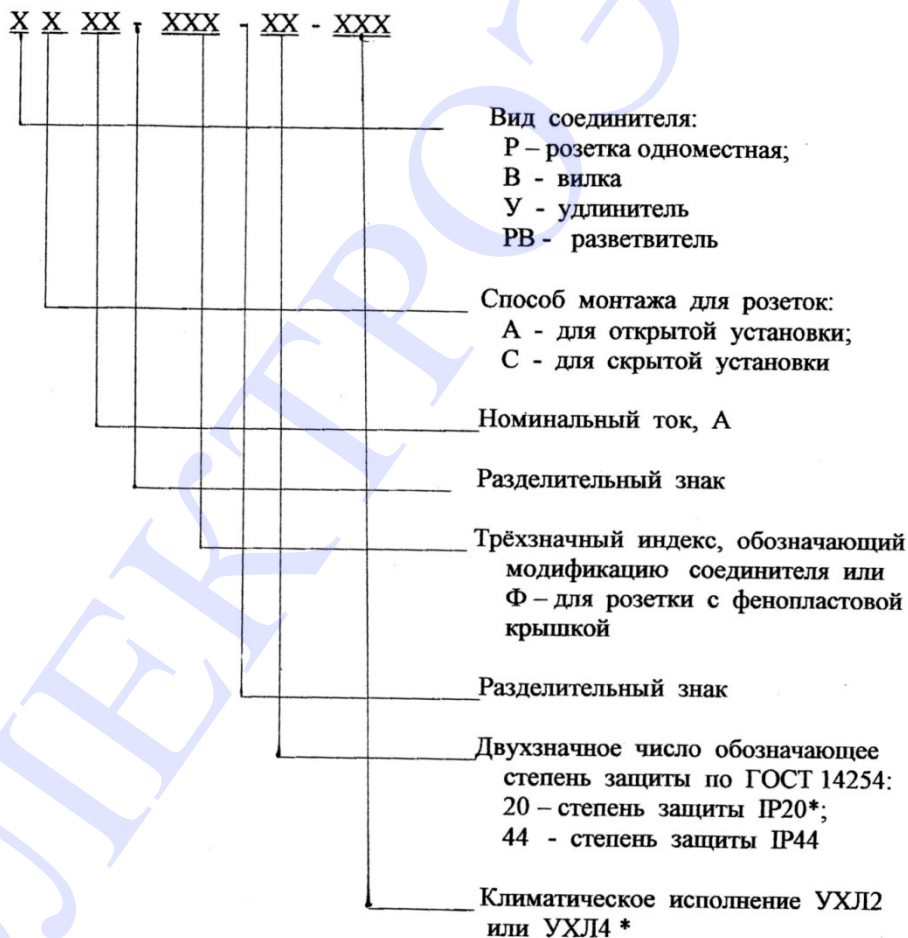 Х Х ХХ - ХХХ - ХХ - ХХХ
Вид соединителя:
Р – розетка одноместная;
В - вилка
У - удлинитель
РВ - разветвитель
Способ монтажа для розеток:
А - для открытой установки;
С - для скрытой установки
Номинальный ток, А
Разделительный знак
Трёхзначный индекс, обозначающий
модификацию соединителя или
Ф – для розетки с фенопластовой
крышкой
Разделительный знак
Двухзначное число обозначающее
степень защиты по ГОСТ 14254:
20 – степень защиты IP20*;
44 - степень защиты IP44
Климатическое исполнение УХЛ2
или УХЛ4 *
ЛЕКТРОЭ